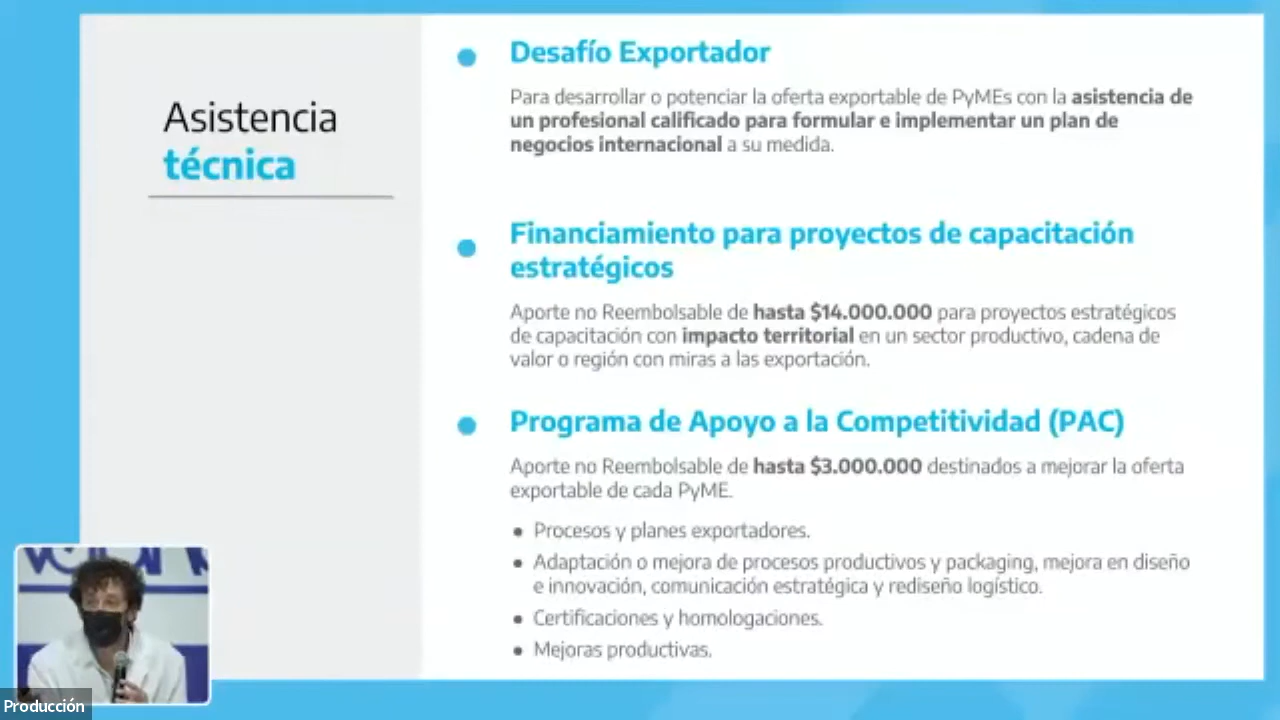 Asistencia
técnica
Desafío Exportador
Para desarrollar o potenciar la oferta exportable de PyMEs con la asistencia de
un profesional calificado para formular e implementar un plan de
negocios internacional a su medida.
Financiamiento para proyectos de capacitación
estratégicos
Aporte no Reembolsable de hasta $14.000.000 para proyectos estratégicos
de capacitación con impacto territorial en un sector productivo, cadena de
valor o región con miras a las exportación.
Programa de Apoyo a la Competitividad (PAC)
Aporte no Reembolsable de hasta $3.000.000 destinados a mejorar la oferta
exportable de cada PyME.
Procesos y planes exportadores.
Adaptación o mejora de procesos productivos y packaging, mejora en diseño
e innovación, comunicación estratégica y rediseño logístico.
Certificaciones y homologaciones.
Mejoras productivas.
Producción